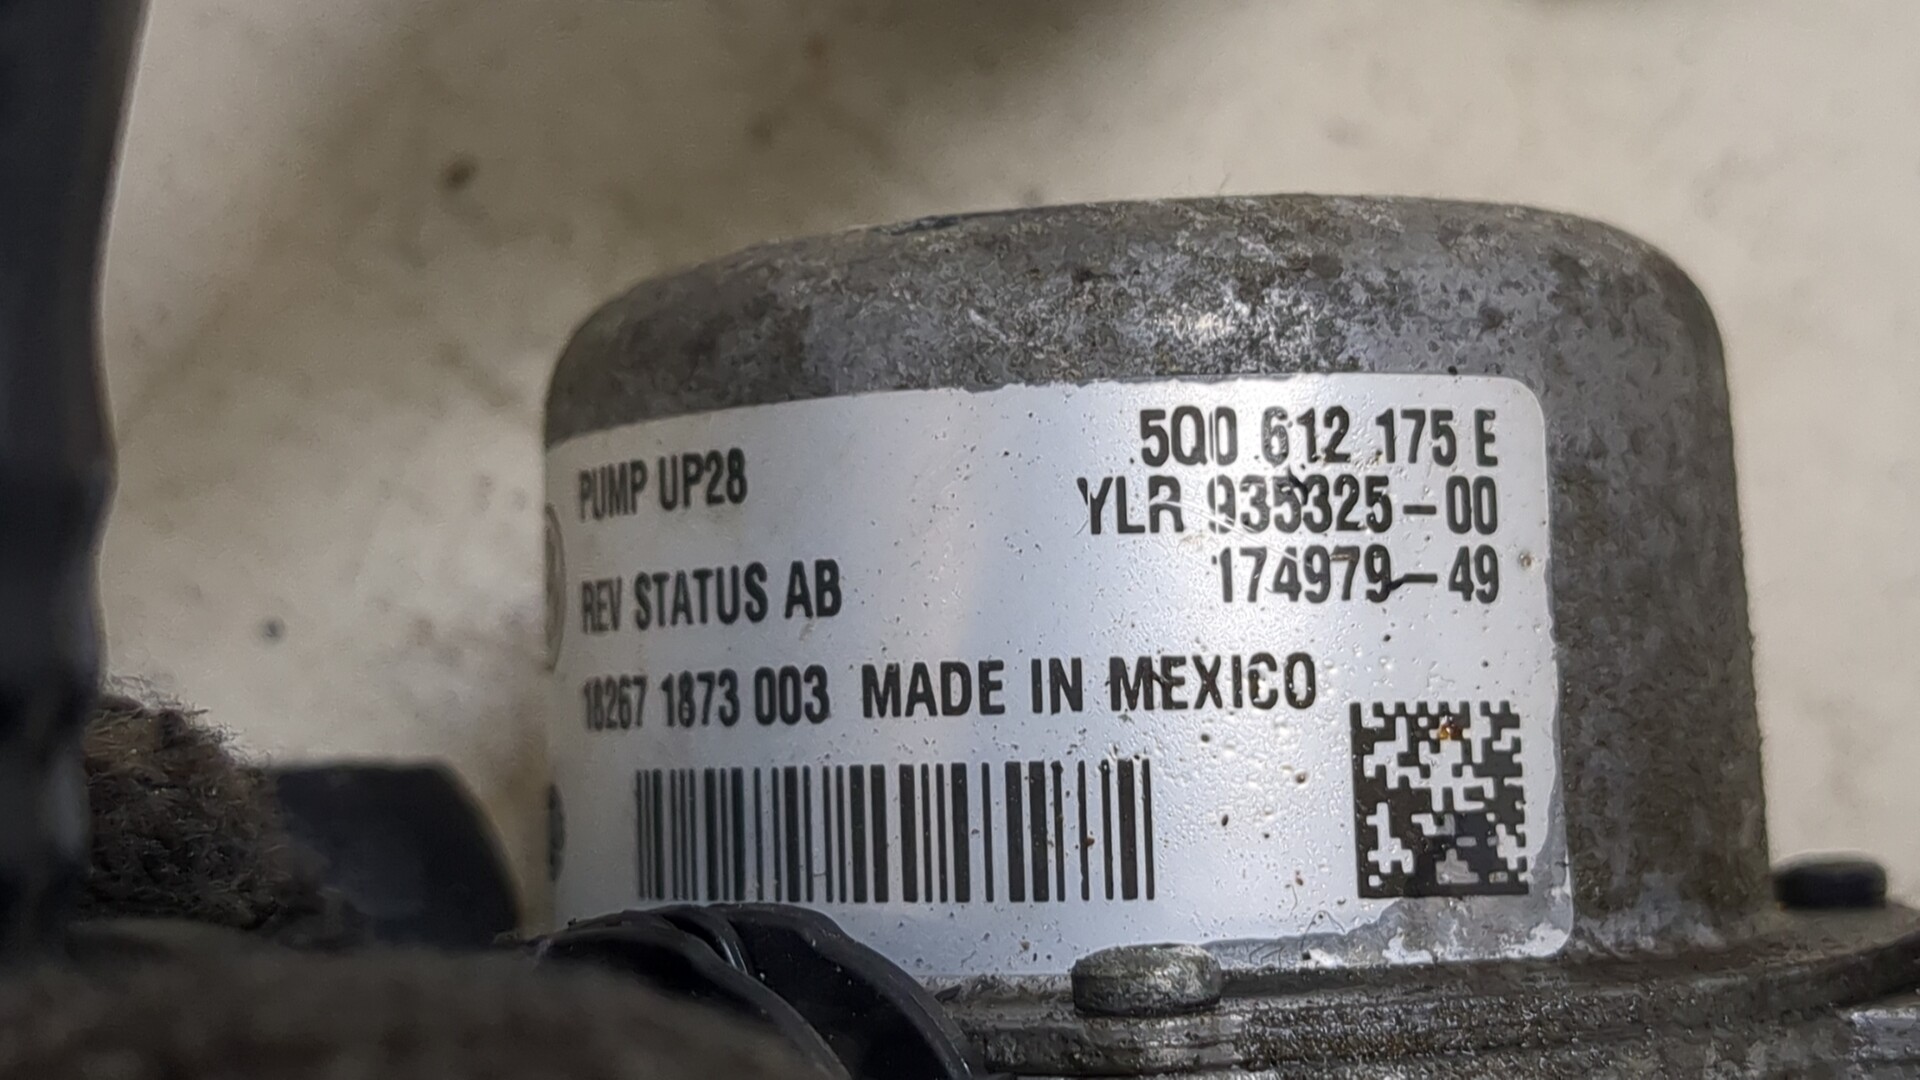 PUMP UP28
5Q0 612 175 E
YLR 935325-00
174979-49
REV STATUS AB
18267 1873 003 MADE IN MEXICO